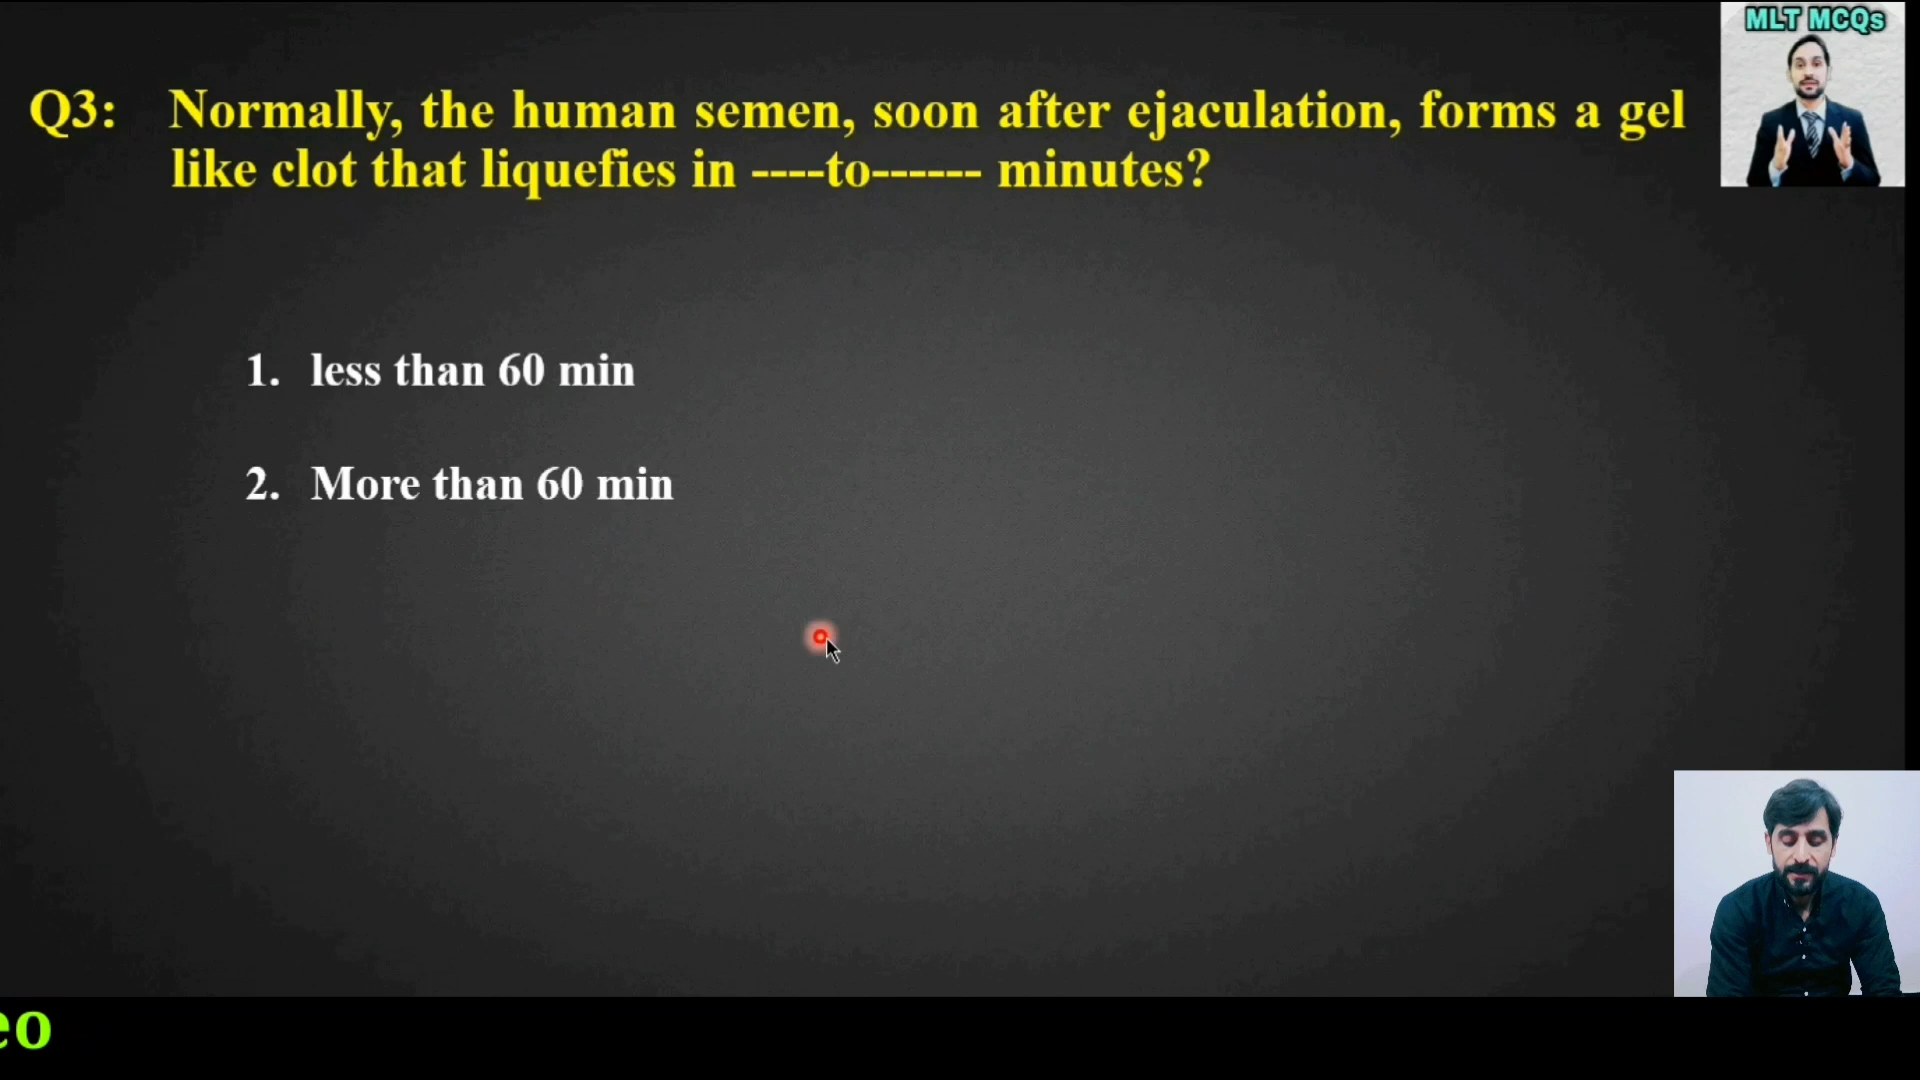 MLT MCQs
Q3: Normally, the human semen, soon after ejaculation, forms a gel
like clot that liquefies in ----to------ minutes?
1. less than 60 min
2. More than 60 min
eo